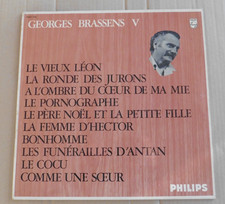 GEORGES BRASSENS V
LE VIEUX LÉON
LA RONDE DES JURONS
A L'OMBRE DU CŒUR DE MA MIE
LE PORNOGRAPHE
LE PÈRE NOËL ET LA PETITE FILLE
LA FEMME D'HECTOR
BONHOMME
LES FUNÉRAILLES D'ANTAN
LE COCU
COMME UNE SŒUR
PHILIPS